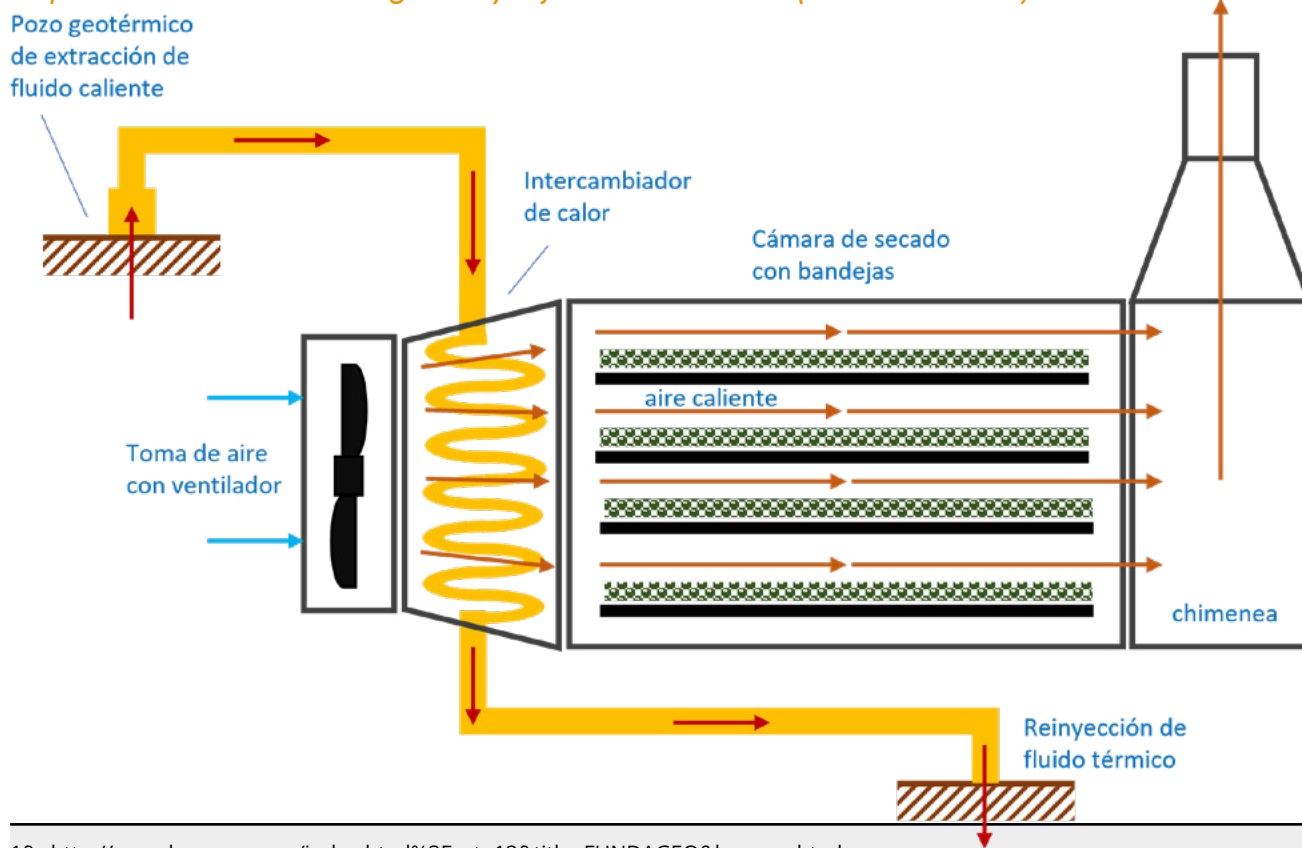 Pozo geotérmico
de extracción de
fluido caliente
Intercambiador
de calor
Cámara de secado
con bandejas
aire caliente
Toma de aire
con ventilador
chimenea
Reinyección de
fluido térmico